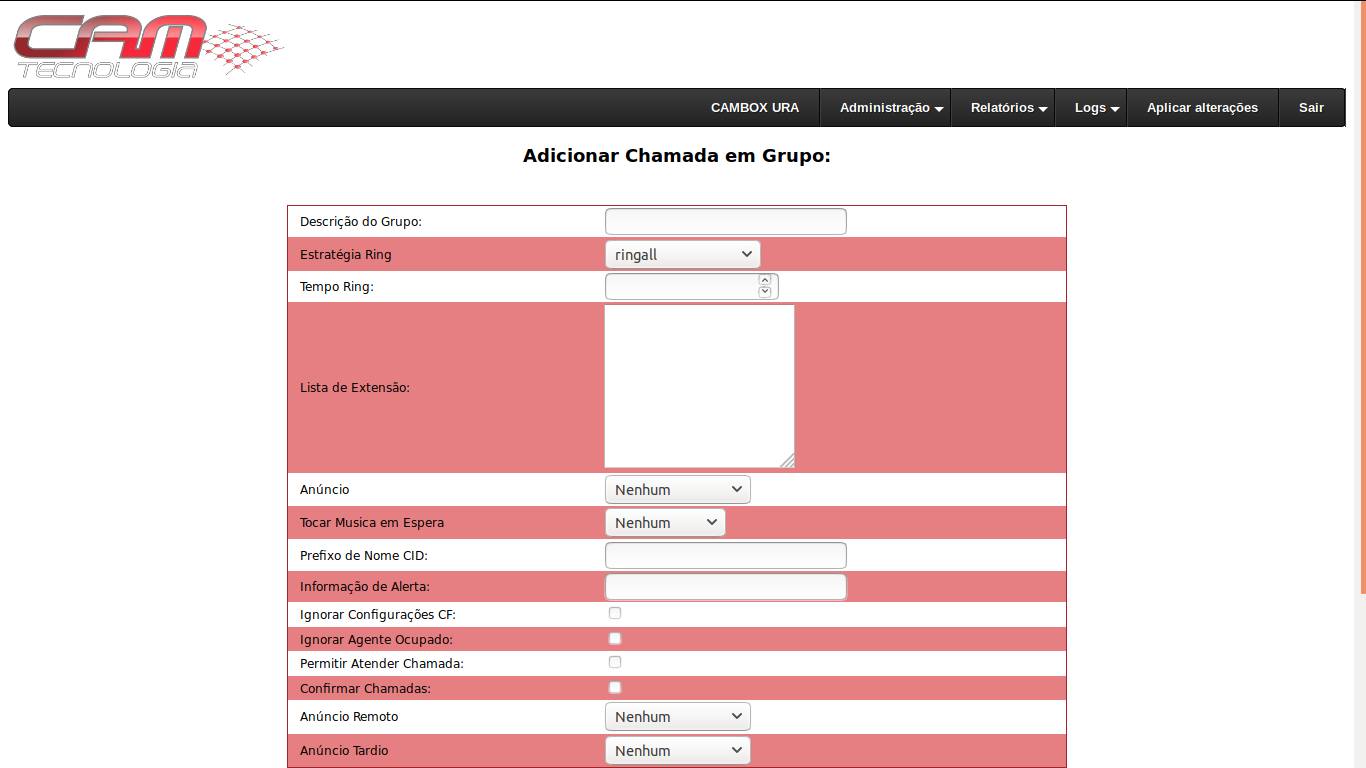 CAM
TECNOLOGIA
CAMBOX URA Administração Relatórios Logs Aplicar alterações Sair
Adicionar Chamada em Grupo:
Descrição do Grupo:
Estratégia Ring ringall
Tempo Ring:
Lista de Extensão:
Anúncio Nenhum
Tocar Musica em Espera Nenhum
Prefixo de Nome CID:
Informação de Alerta:
Ignorar Configurações CF:
Ignorar Agente Ocupado:
Permitir Atender Chamada:
Confirmar Chamadas:
Anúncio Remoto Nenhum
Anúncio Tardio Nenhum